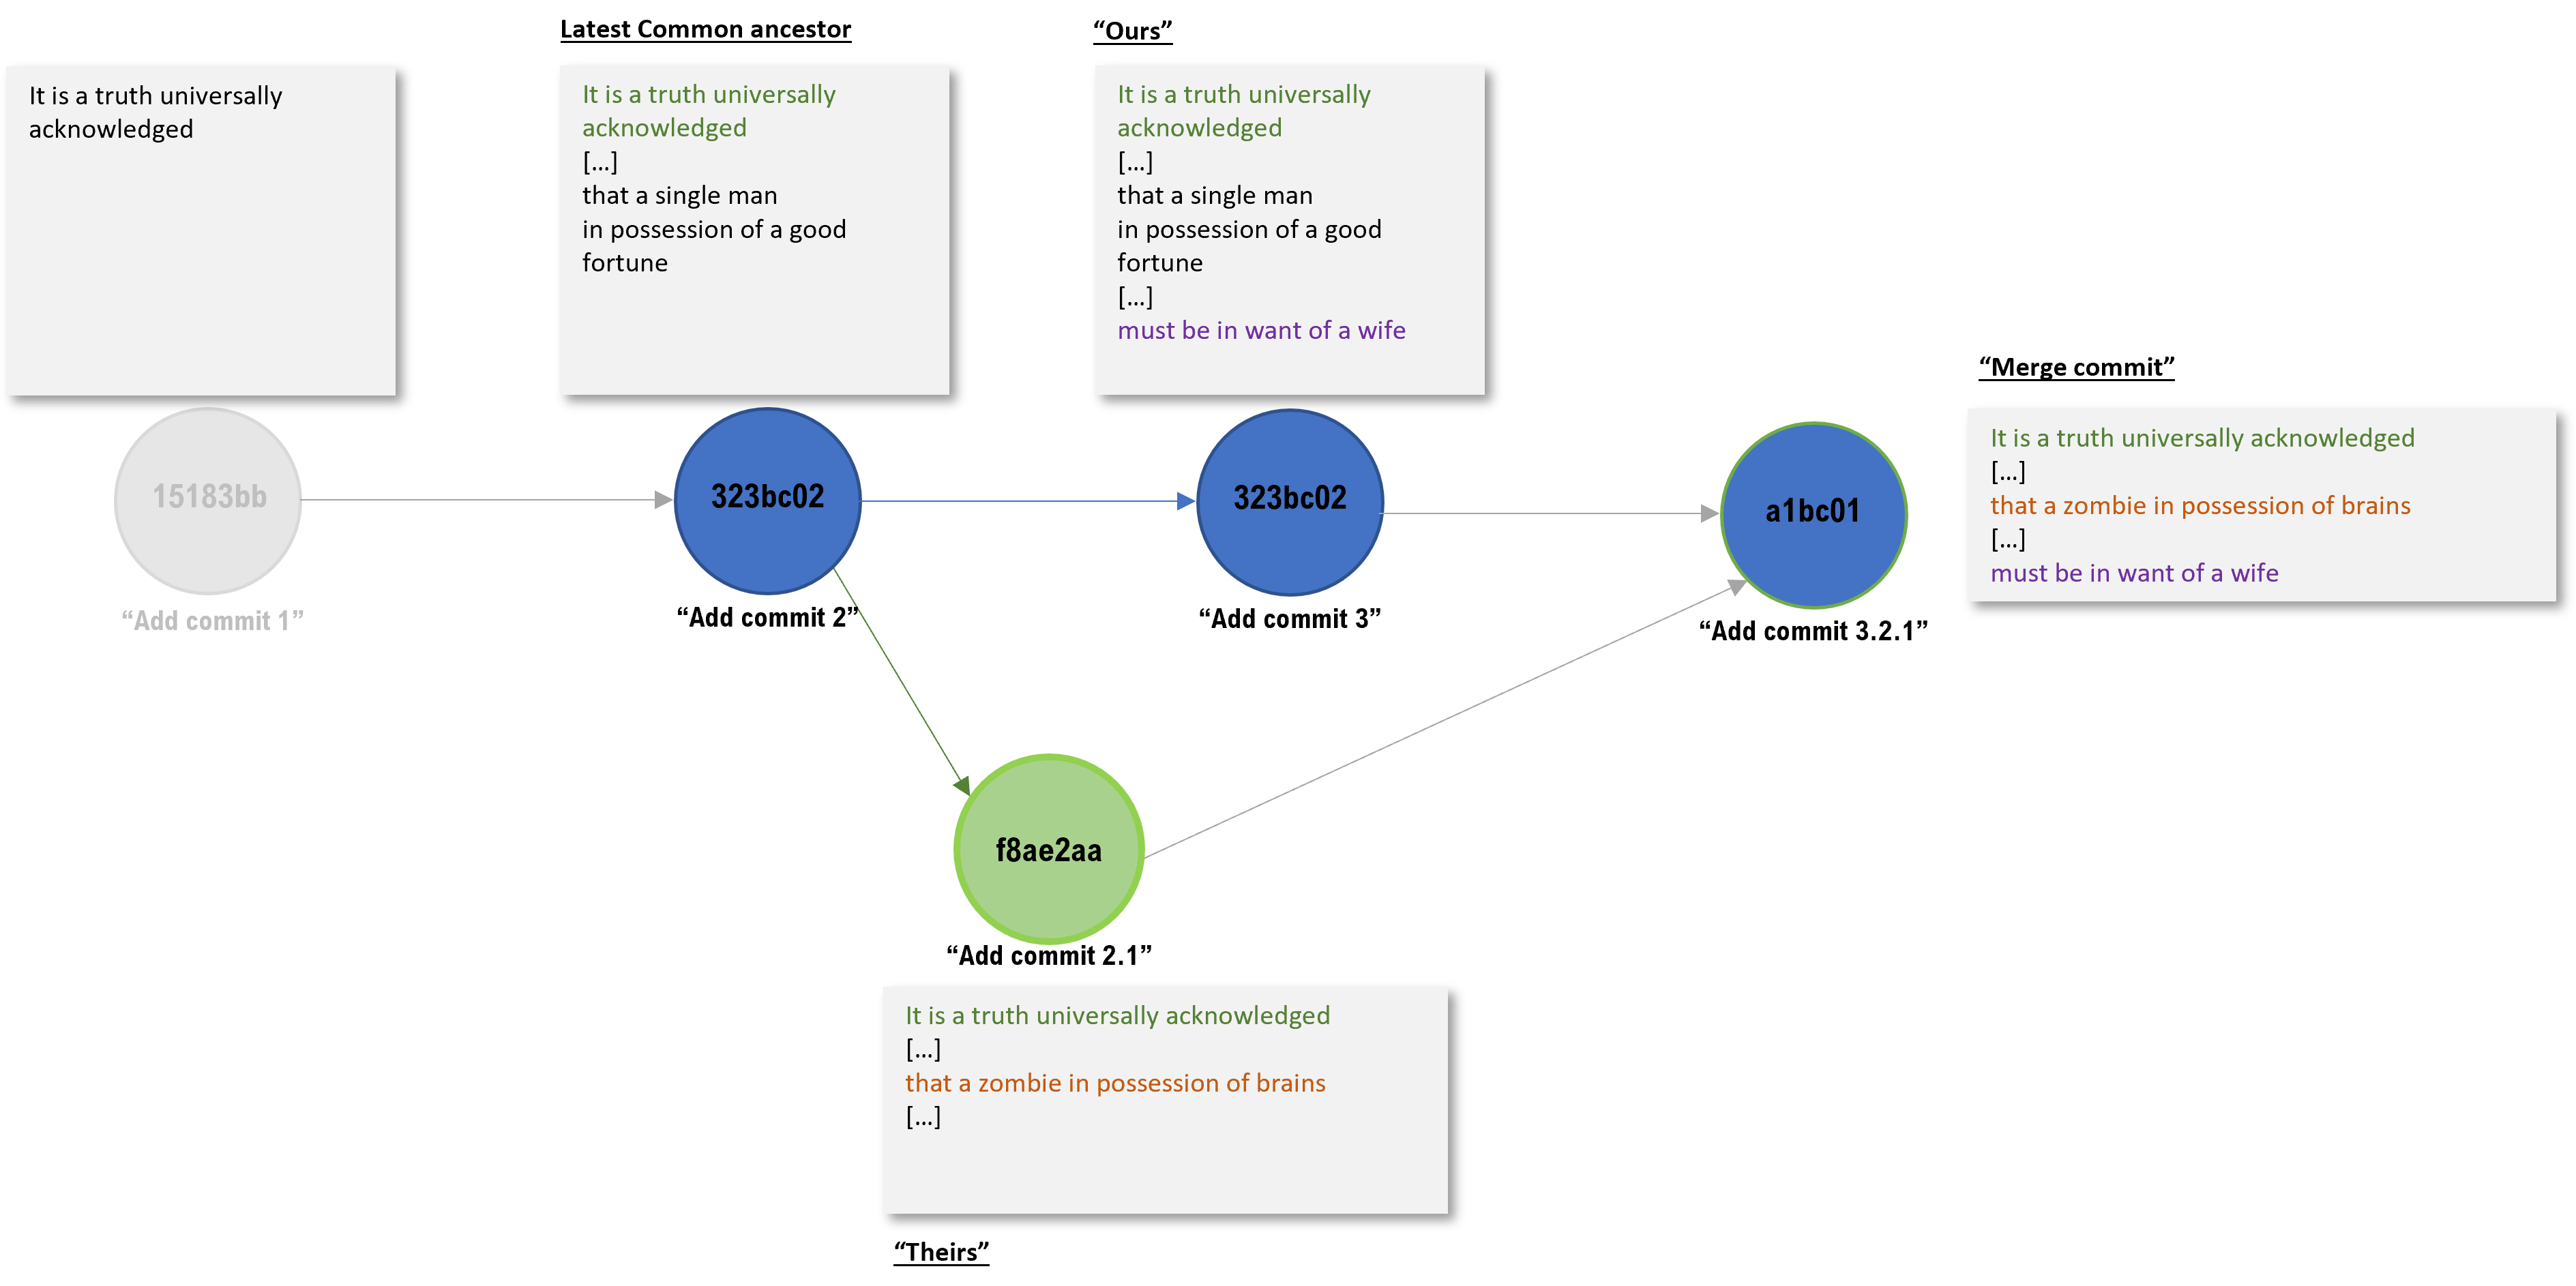 Latest Common ancestor
“Ours”
It is a truth universally
acknowledged
It is a truth universally
acknowledged
[…]
that a single man
in possession of a good
fortune
It is a truth universally
acknowledged
[…]
that a single man
in possession of a good
fortune
[…]
must be in want of a wife
“Merge commit”
It is a truth universally acknowledged
[…]
that a zombie in possession of brains
[…]
must be in want of a wife
15183bb
“Add commit 1”
323bc02
“Add commit 2”
323bc02
“Add commit 3”
a1bc01
“Add commit 3.2.1”
f8ae2aa
“Add commit 2.1”
It is a truth universally acknowledged
[…]
that a zombie in possession of brains
[…]
“Theirs”